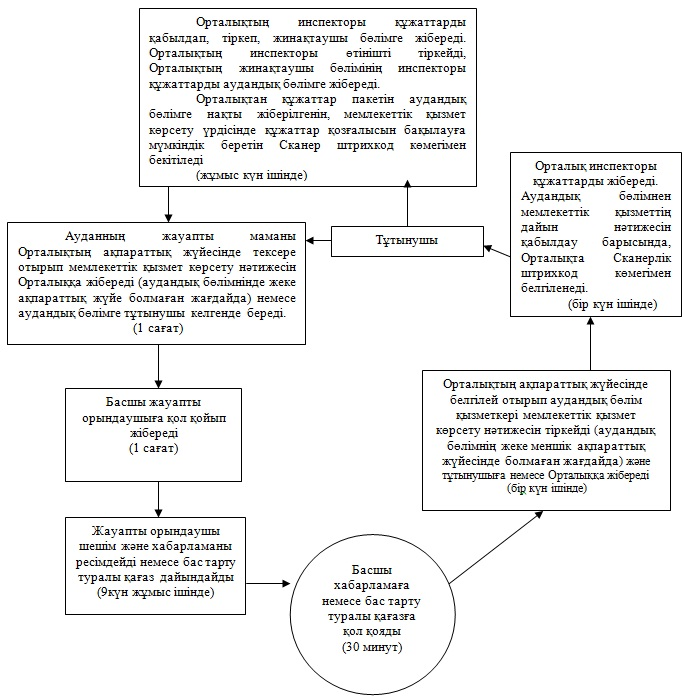 Орталықтың инспекторы құжаттарды
қабылдап, тіркеп, жинақтаушы бөлімге жібереді.
Орталықтың инспекторы өтінішті тіркейді,
Орталықтың жинақтаушы бөлімінің инспекторы
құжаттарды аудандық бөлімге жібереді.
Орталықтан құжаттар пакетін аудандық
бөлімге нақты жіберілгенін, мемлекеттік қызмет
көрсету үрдісінде құжаттар қозғалысын бақылауға
мүмкіндік беретін Сканер штрихкод көмегімен
бекітіледі
(жұмыс күн ішінде)
Тұтынушы
Орталық инспекторы
құжаттарды жібереді.
Аудандық бөлімнен
мемлекеттік қызметтің
дайын нәтижесін
қабылдау барысында,
Орталықта Сканерлік
штрихкод көмегімен
белгіленеді.
(бір күн ішінде)
Ауданның жауапты маманы
Орталықтың ақпараттық жүйесінде тексере
отырып мемлекеттік қызмет көрсету нәтижесін
Орталыққа жібереді (аудандық бөлімнінде жеке
ақпараттық жүйе болмаған жағдайда) немесе
аудандық бөлімге тұтынушы келгенде береді.
(1 сағат)
Басшы жауапты
орындаушыға қол қойып
жібереді
(1 сағат)
Орталықтың ақпараттық жүйесінде
белгілей отырып аудандық бөлім
қызметкері мемлекеттік қызмет
көрсету нәтижесін тіркейді (аудандық
бөлімнің жеке меншік ақпараттық
жүйесінде болмаған жағдайда) және
тұтынушыға немесе Орталыққа жібереді
(бір күн ішінде)
Жауапты орындаушы
шешім және хабарламаны
ресімдейді немесе бас тарту
туралы қағаз дайындайды
(9күн жұмыс ішінде)
Басшы
хабарламаға
немесе бас тарту
туралы қағазға
қол қояды
(30 минут)